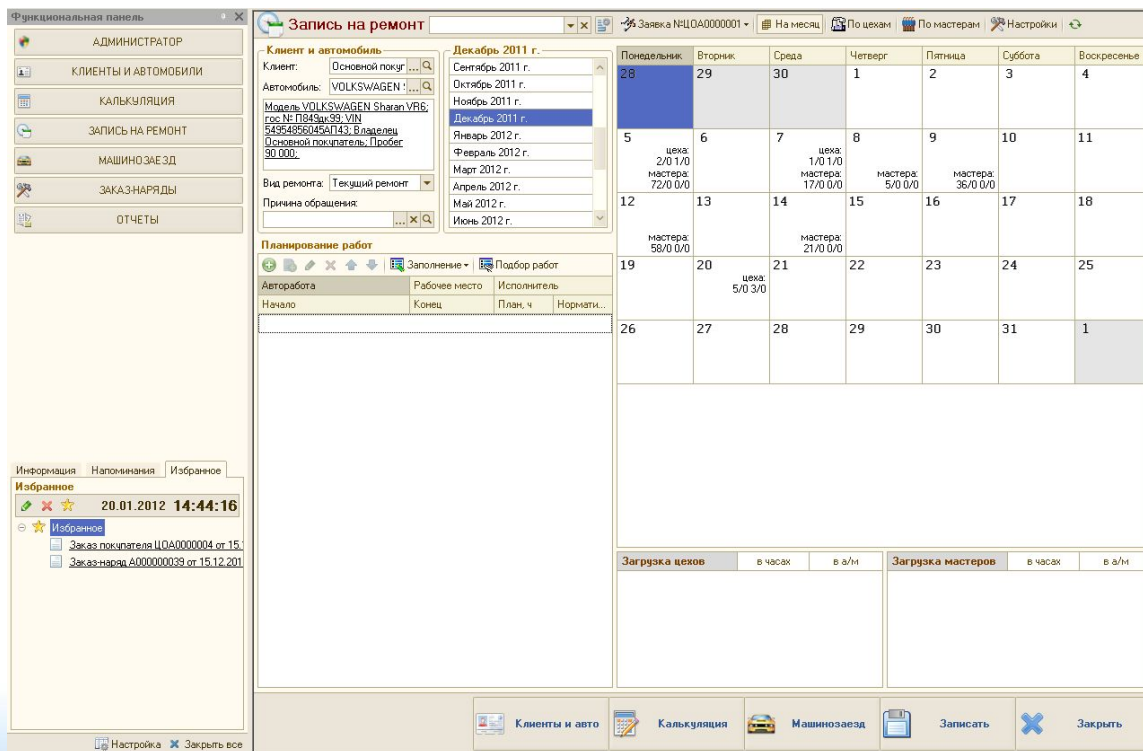 Функциональная панель
АДМИНИСТРАТОР
КЛИЕНТЫ И АВТОМОБИЛИ
КАЛЬКУЛЯЦИЯ
ЗАПИСЬ НА РЕМОНТ
МАШИНОЗАЕЗД
ЗАКАЗ-НАРЯДЫ
ОТЧЕТЫ
Информация Напоминания Избранное
Избранное
20.01.2012 14:44:16
Избранное
Заказ покупателя ЦОА0000004 от 15.
Заказ-наряд А000000039 от 15.12.201
Настройка Закрыть все
Запись на ремонт
Заявка №ЦОА0000001 На месяц По цехам По мастерам Настройки
Клиент и автомобиль
Клиент: Основной покуп ...
Автомобиль: VOLKSWAGEN ...
Модель VOLKSWAGEN Sharan VR6;
гос № П849дк99; VIN
54954856045АП43; Владелец
Основной покупатель; Пробег
90 000;
Вид ремонта: Текущий ремонт
Причина обращения:
...
Декабрь 2011 г.
Сентябрь 2011 г.
Октябрь 2011 г.
Ноябрь 2011 г.
Декабрь 2011 г.
Январь 2012 г.
Февраль 2012 г.
Март 2012 г.
Апрель 2012 г.
Май 2012 г.
Июнь 2012 г.
Планирование работ
Заполнение Подбор работ
Авторабота Рабочее место Исполнитель
Начало Конец План, ч Нормати...
Понедельник Вторник Среда Четверг Пятница Суббота Воскресенье
28 29 30 1 2 3 4
5 6 7 8 9 10 11
цеха: цеха:
2/0 1/0 1/0 1/0
мастера: мастера: мастера: мастера:
72/0 0/0 17/0 0/0 5/0 0/0 36/0 0/0
12 13 14 15 16 17 18
мастера: мастера:
58/0 0/0 21/0 0/0
19 20 21 22 23 24 25
цеха:
5/0 3/0
26 27 28 29 30 31 1
Загрузка цехов в часах в а/м Загрузка мастеров в часах в а/м
Клиенты и авто Калькуляция Машинозаезд Записать Закрыть